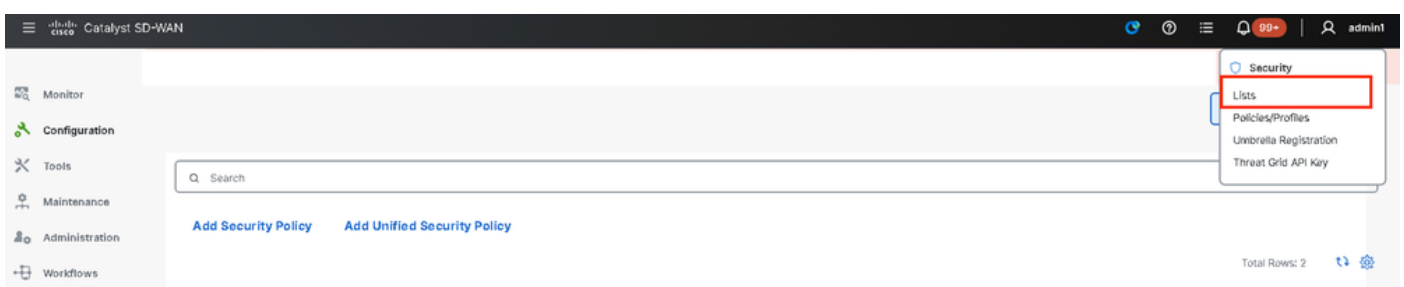 CISCO Catalyst SD-WAN 99+ admin1
Security
Lists
Policies/Profiles
Umbrella Registration
Threat Grid API Key
Monitor
Configuration
Tools
Maintenance
Administration
Workflows
Search
Add Security Policy Add Unified Security Policy
Total Rows: 2